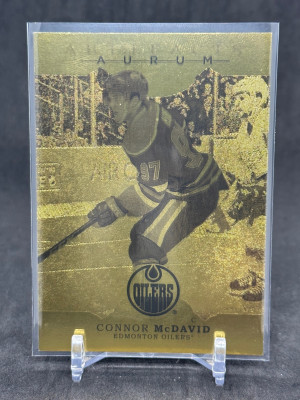 AURUM
97
OILERS
CONNOR McDAVID
EDMONTON OILERS®